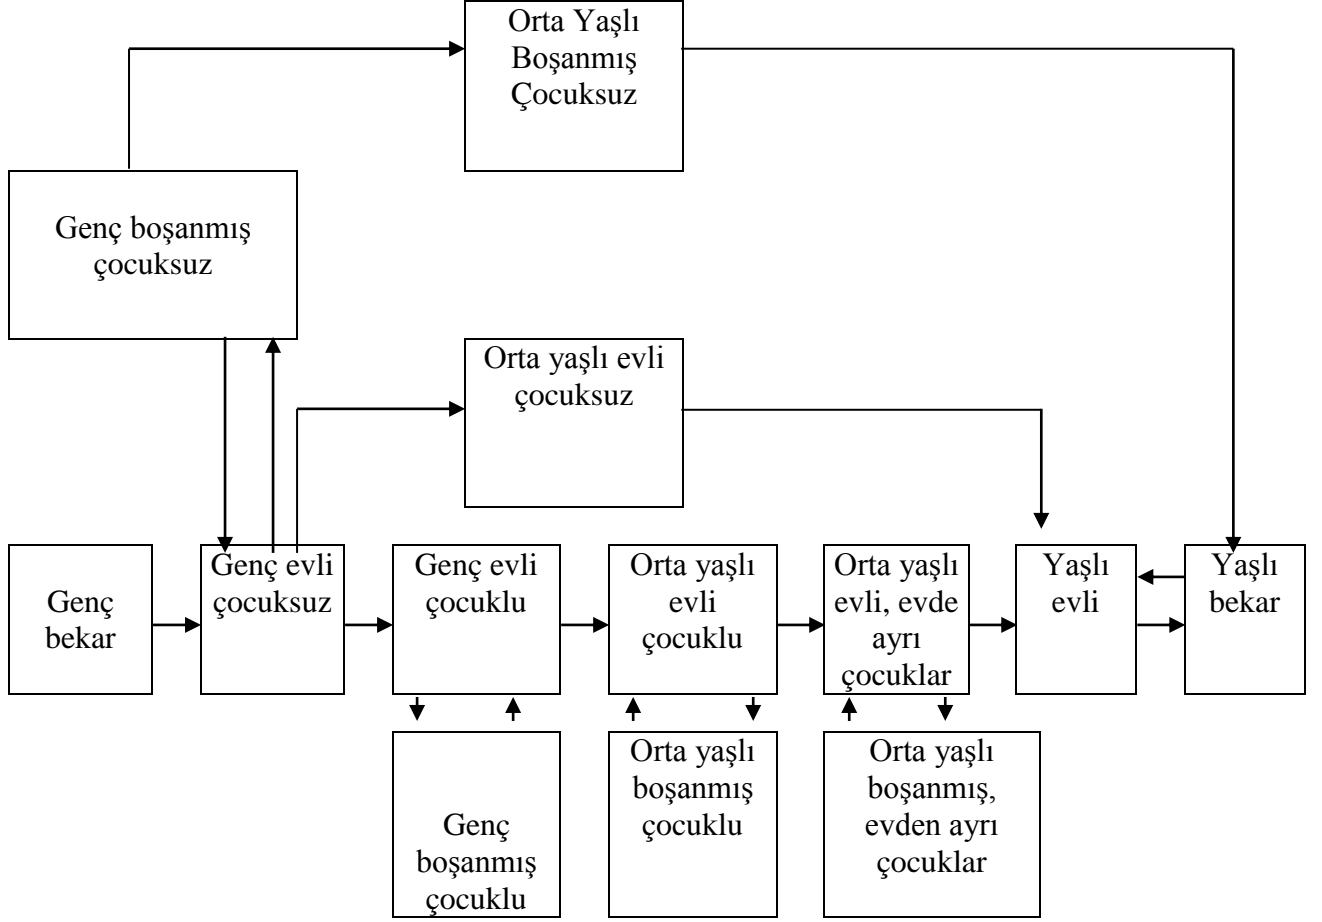 Orta Yaşlı
Boşanmış
Çocuksuz
Genç boşanmış
çocuksuz
Orta yaşlı evli
çocuksuz
Genç
bekar
Genç evli
çocuksuz
Genç evli
çocuklu
Orta yaşlı
evli
çocuklu
Orta yaşlı
evli, evde
ayrı
çocuklar
Yaşlı
evli
Yaşlı
bekar
Genç
boşanmış
çocuklu
Orta yaşlı
boşanmış
çocuklu
Orta yaşlı
boşanmış,
evden ayrı
çocuklar